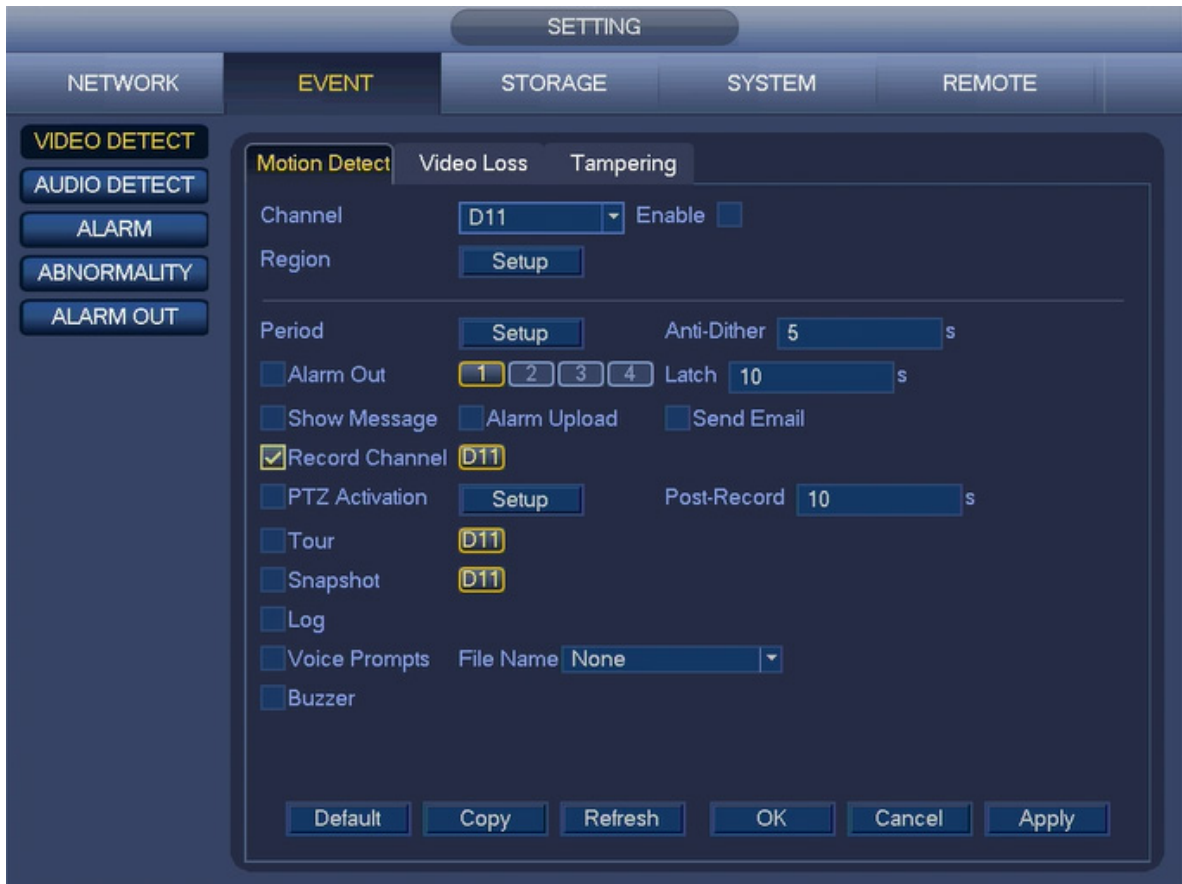 SETTING
NETWORK EVENT STORAGE SYSTEM REMOTE
VIDEO DETECT
AUDIO DETECT
ALARM
ABNORMALITY
ALARM OUT
Motion Detect Video Loss Tampering
Channel D11 Enable
Region Setup
Period Setup Anti-Dither 5 s
Alarm Out 1 2 3 4 Latch 10 s
Show Message Alarm Upload Send Email
Record Channel D11
PTZ Activation Setup Post-Record 10 s
Tour D11
Snapshot D11
Log
Voice Prompts File Name None
Buzzer
Default Copy Refresh OK Cancel Apply